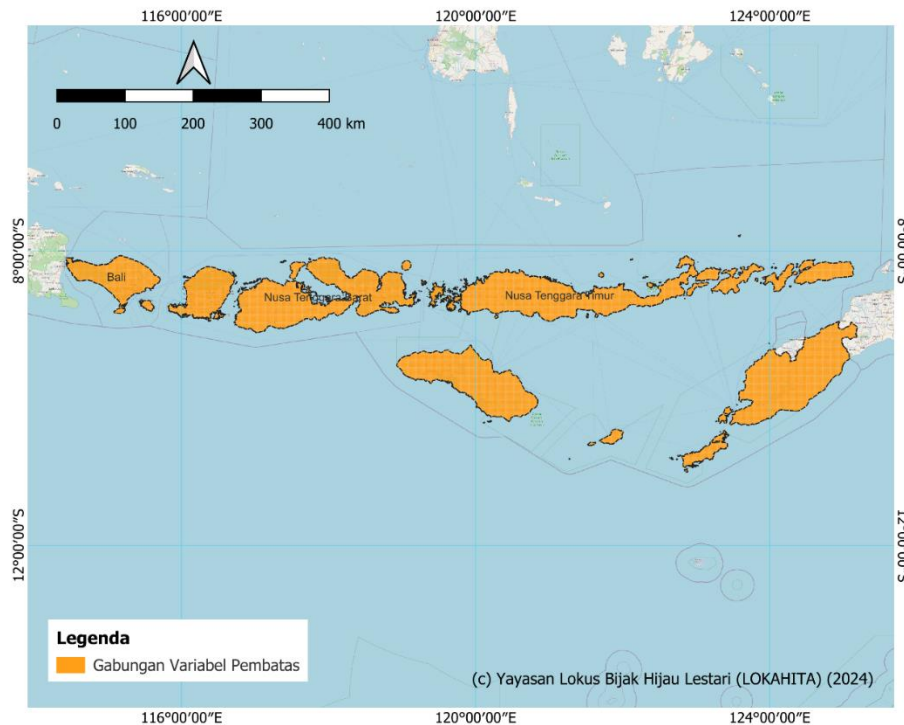 116°00′00″E 120°00′00″E 124°00′00″E
0 100 200 300 400 km
8°00′00″S 8°00′00″S
Bali
Nusa Tenggara Barat
Nusa Tenggara Timur
12°00′00″S 12°00′00″S
Legenda
Gabungan Variabel Pembatas
(c) Yayasan Lokus Bijak Hijau Lestari (LOKAHITA) (2024)
116°00′00″E 120°00′00″E 124°00′00″E